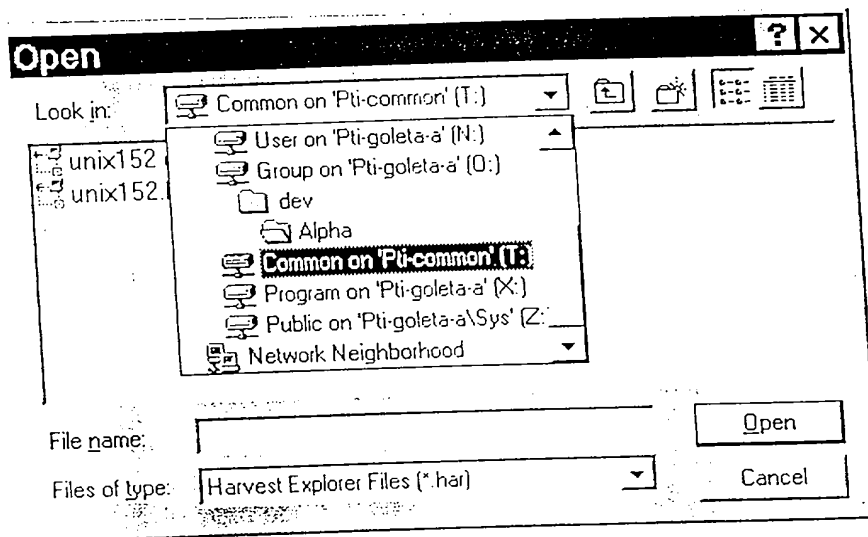 Open
? ×
Look in: Common on 'Pti-common' (T:)
User on 'Pti-goleta-a' (N:)
unix152
Group on 'Pti-goleta-a' (O:)
unix152.
dev
Alpha
Common on 'Pti-common' (T:
Program on 'Pti-goleta-a' (X:)
Public on 'Pti-goleta-a\Sys' (Z:
Network Neighborhood
File name: Open
Files of type: Harvest Explorer Files (*.har) Cancel